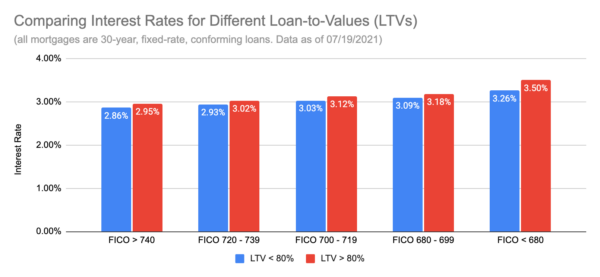 Comparing Interest Rates for Different Loan-to-Values (LTVs)
(all mortgages are 30-year, fixed-rate, conforming loans. Data as of 07/19/2021)
4.00%
3.00%
2.00%
1.00%
0.00%
Interest Rate
2.86% 2.95% 2.93% 3.02% 3.03% 3.12% 3.09% 3.18% 3.26% 3.50%
FICO > 740 FICO 720 - 739 FICO 700 - 719 FICO 680 - 699 FICO < 680
LTV < 80% LTV > 80%